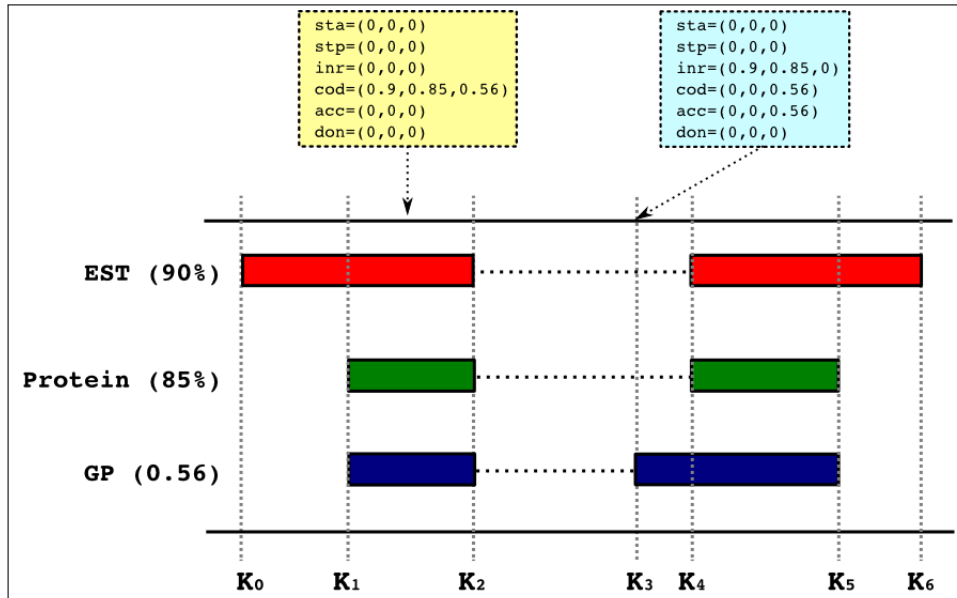 sta=(0,0,0)
stp=(0,0,0)
inr=(0,0,0)
cod=(0.9,0.85,0.56)
acc=(0,0,0)
don=(0,0,0)
sta=(0,0,0)
stp=(0,0,0)
inr=(0.9,0.85,0)
cod=(0,0,0.56)
acc=(0,0,0.56)
don=(0,0,0)
EST (90%)
Protein (85%)
GP (0.56)
K0 K1 K2 K3 K4 K5 K6